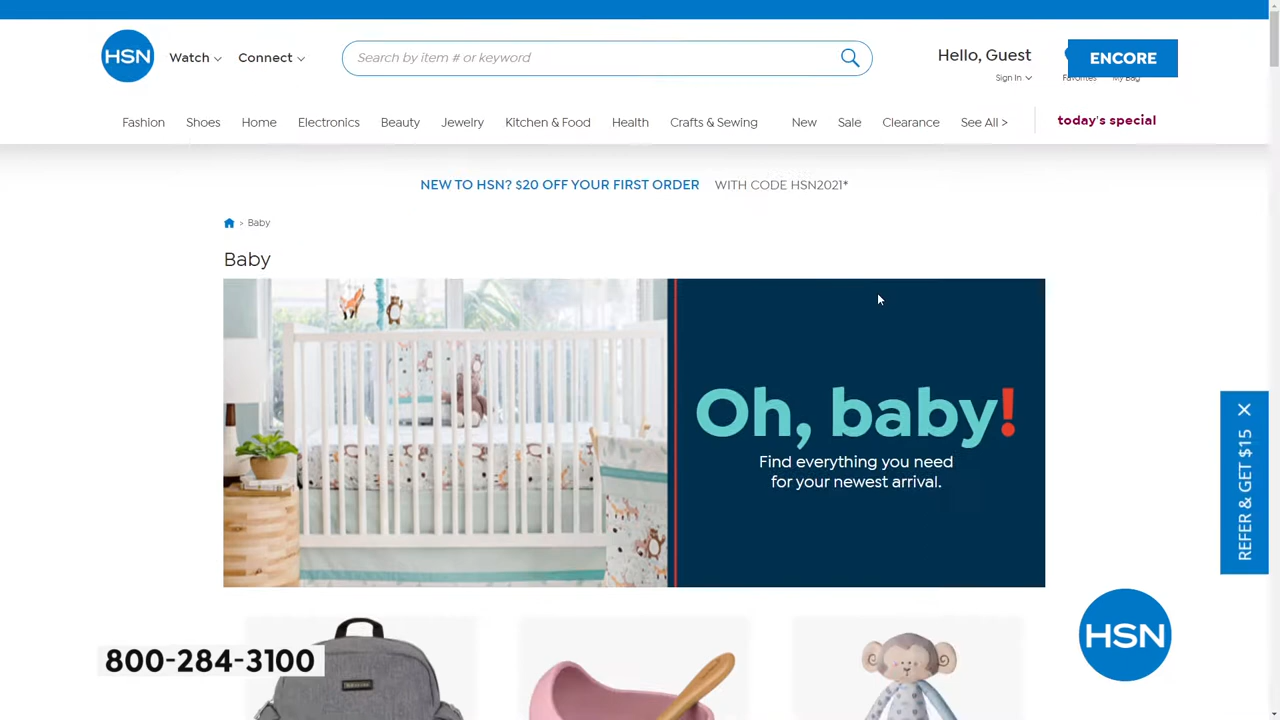 HSN
Watch
Connect
Search by item # or keyword
Hello, Guest
Sign In
Favorites
My Bag
ENCORE
Fashion
Shoes
Home
Electronics
Beauty
Jewelry
Kitchen & Food
Health
Crafts & Sewing
New
Sale
Clearance
See All >
today's special
NEW TO HSN? $20 OFF YOUR FIRST ORDER WITH CODE HSN2021*
> Baby
Baby
Oh, baby!
Find everything you need
for your newest arrival.
REFER & GET $15
800-284-3100
HSN